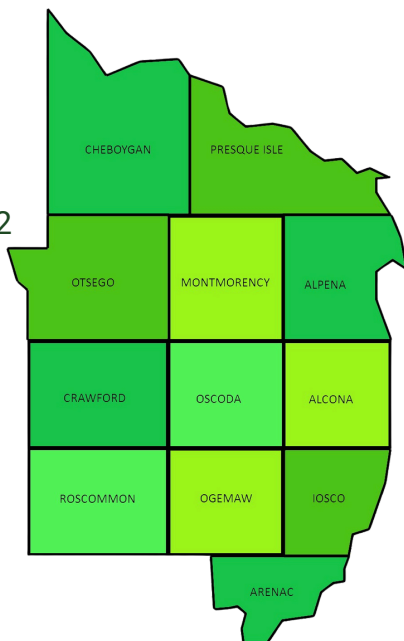 CHEBOYGAN
PRESQUE ISLE
2
OTSEGO
MONTMORENCY
ALPENA
CRAWFORD
OSCODA
ALCONA
ROSCOMMON
OGEMAW
IOSCO
ARENAC